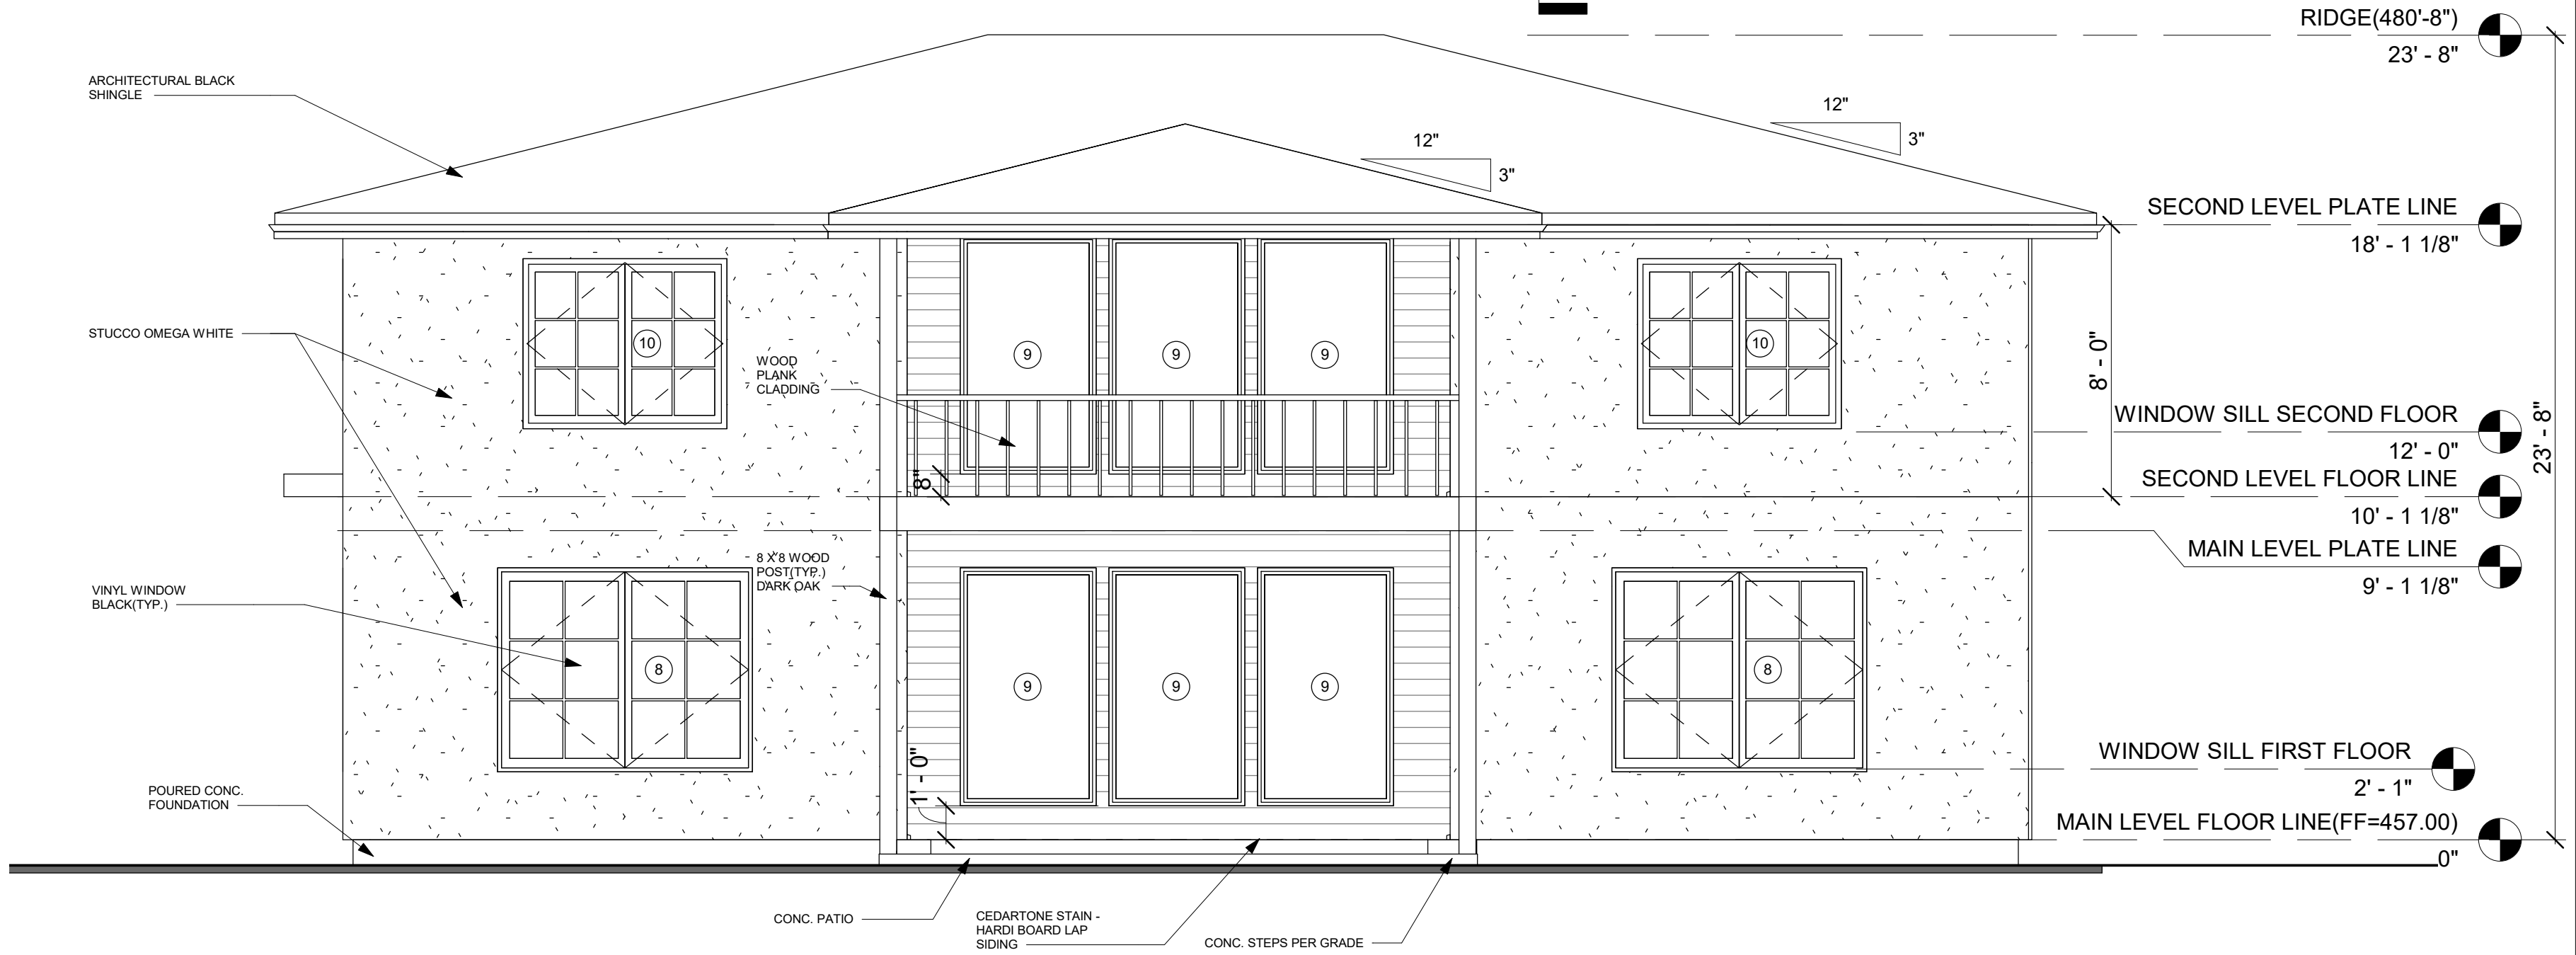 RIDGE(480'-8")
23' - 8"
ARCHITECTURAL BLACK
SHINGLE
12"
3"
12"
3"
SECOND LEVEL PLATE LINE
18' - 1 1/8"
STUCCO OMEGA WHITE
10
9
9
9
10
WOOD
PLANK
CLADDING
8' - 0"
WINDOW SILL SECOND FLOOR
12' - 0"
23' - 8"
8"
SECOND LEVEL FLOOR LINE
10' - 1 1/8"
MAIN LEVEL PLATE LINE
9' - 1 1/8"
8 X 8 WOOD
POST(TYP.)
DARK OAK
VINYL WINDOW
BLACK(TYP.)
8
9
9
9
8
1' - 0"
WINDOW SILL FIRST FLOOR
2' - 1"
POURED CONC.
FOUNDATION
MAIN LEVEL FLOOR LINE(FF=457.00)
0"
CONC. PATIO
CEDARTONE STAIN -
HARDI BOARD LAP
SIDING
CONC. STEPS PER GRADE